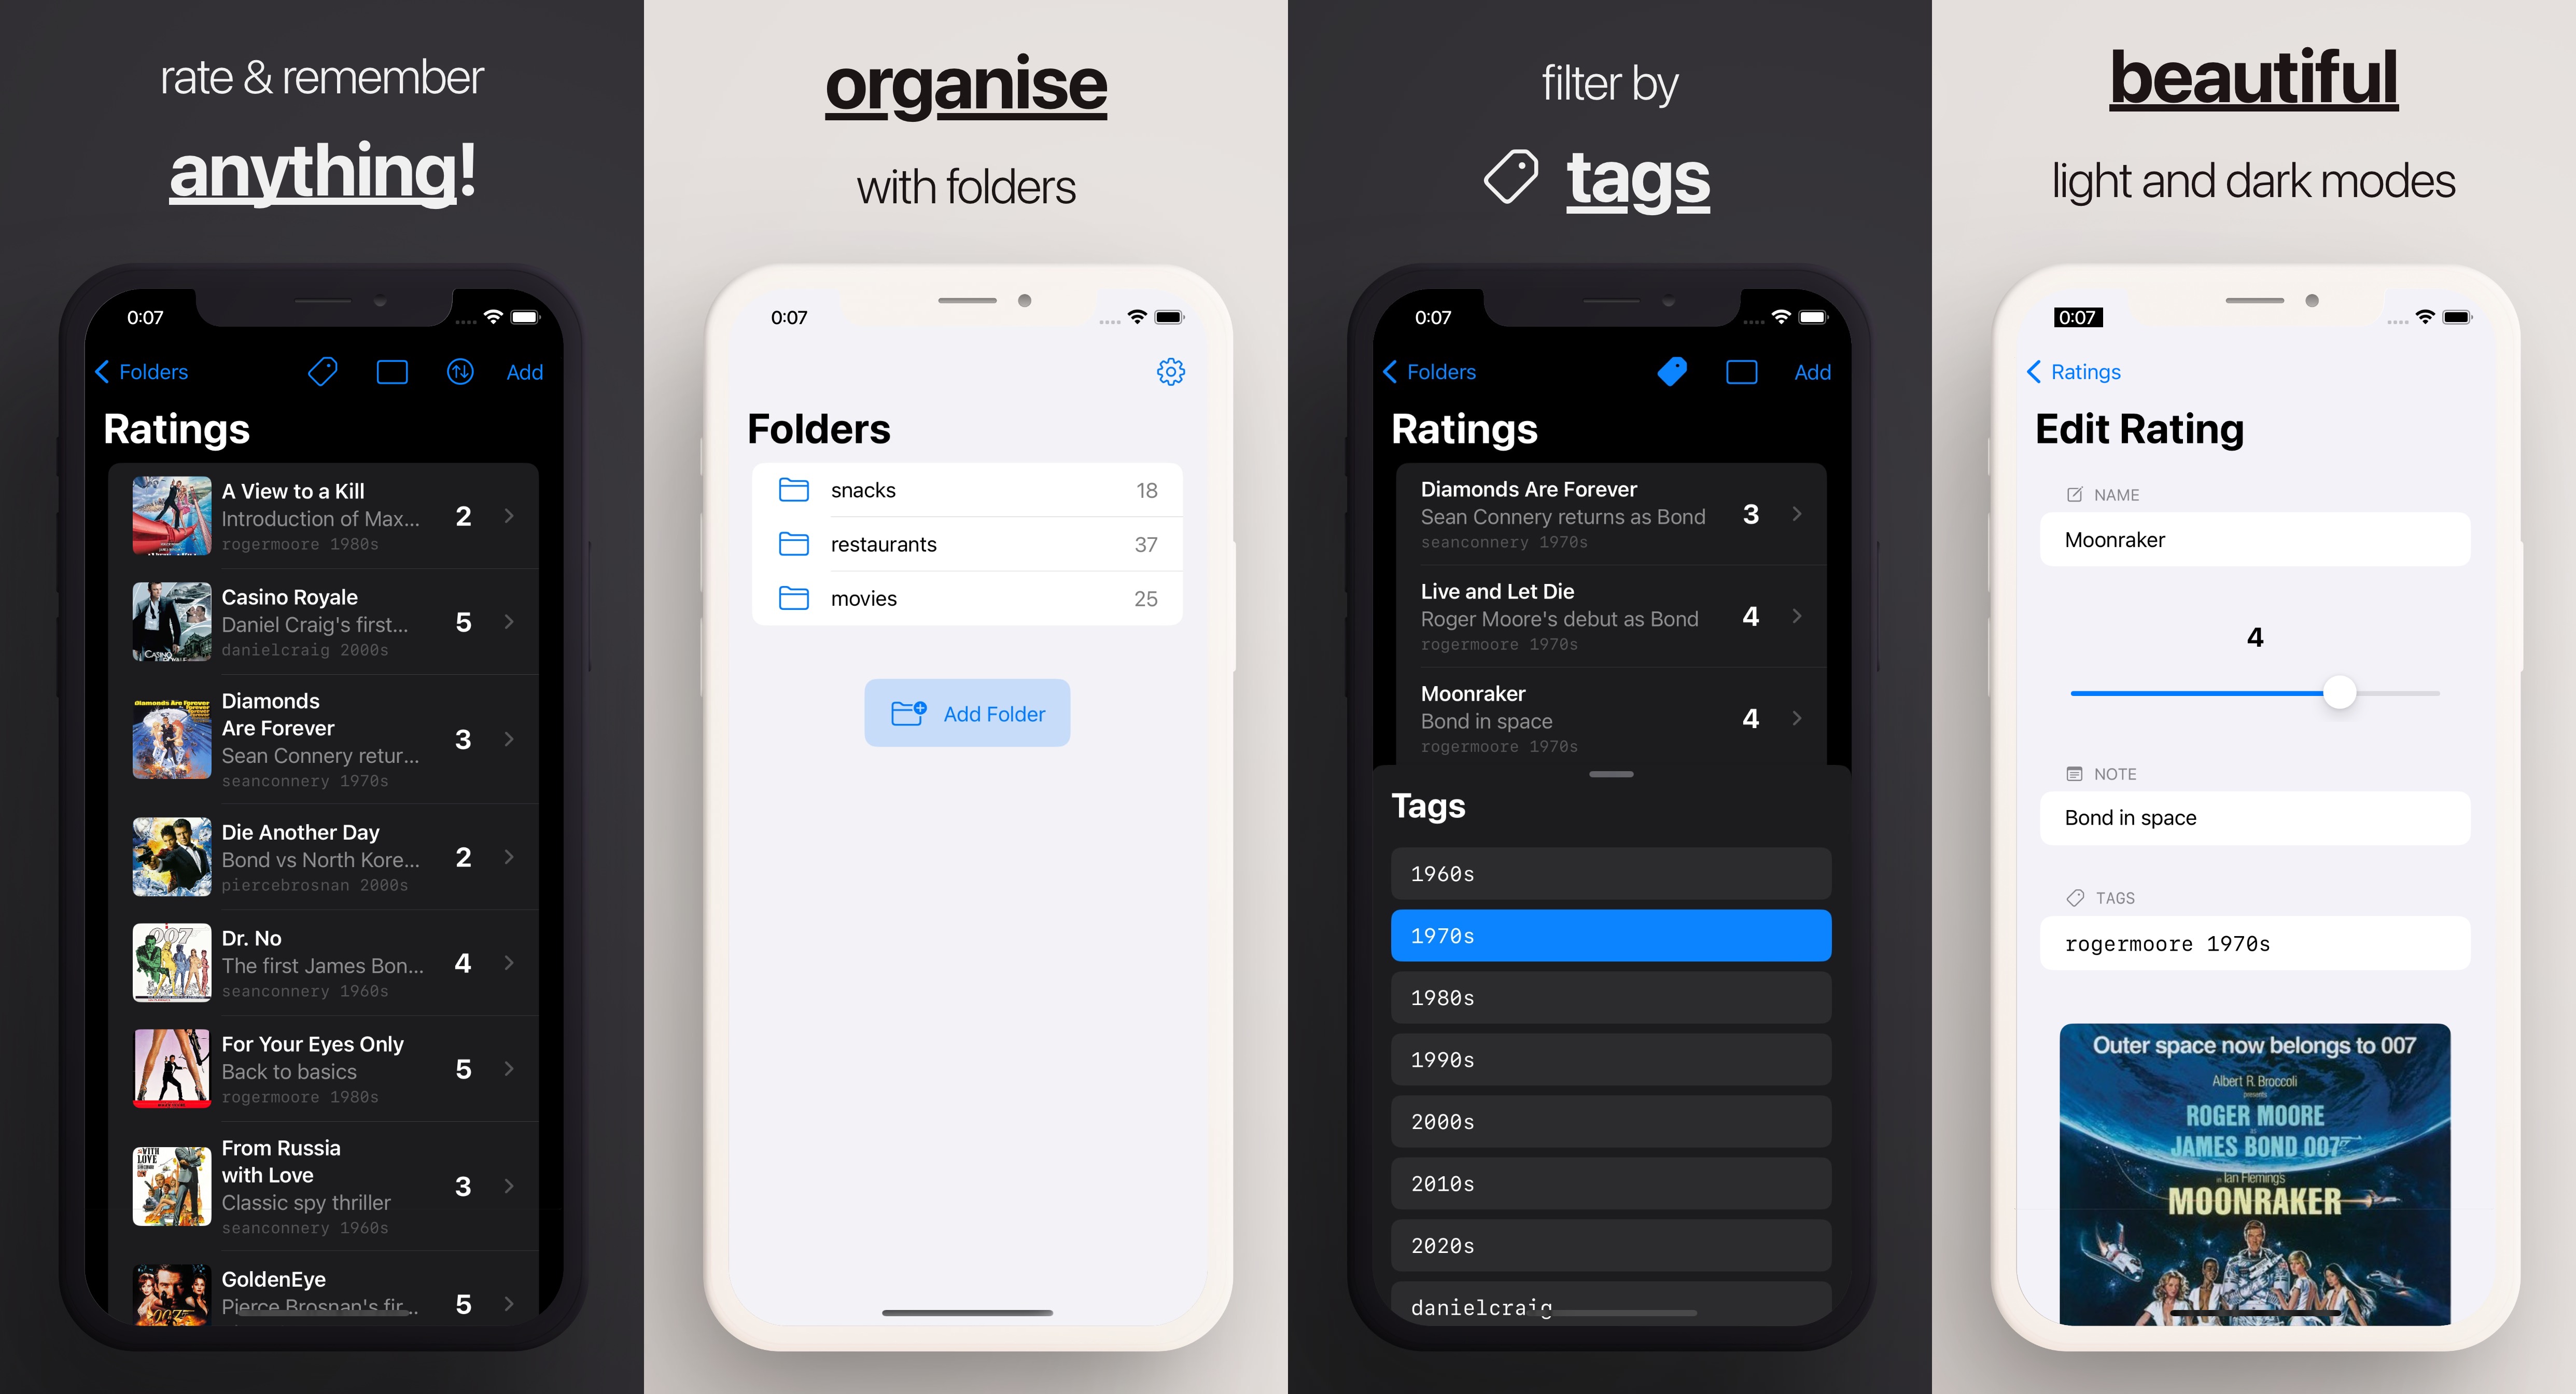 rate & remember
anything!
0:07
Folders
Add
Ratings
A View to a Kill
Introduction of Max...
rogermoore 1980s
2
Casino Royale
Daniel Craig's first...
danielcraig 2000s
5
Diamonds
Are Forever
Sean Connery retur...
seanconnery 1970s
3
Die Another Day
Bond vs North Kore...
piercebrosnan 2000s
2
Dr. No
The first James Bon...
seanconnery 1960s
4
For Your Eyes Only
Back to basics
rogermoore 1980s
5
From Russia
with Love
Classic spy thriller
seanconnery 1960s
3
GoldenEye
Pierce Brosnan's fir...
5
organise
with folders
0:07
Folders
snacks 18
restaurants 37
movies 25
Add Folder
filter by
tags
0:07
Folders
Add
Ratings
Diamonds Are Forever
Sean Connery returns as Bond
seanconnery 1970s
3
Live and Let Die
Roger Moore's debut as Bond
rogermoore 1970s
4
Moonraker
Bond in space
rogermoore 1970s
4
Tags
1960s
1970s
1980s
1990s
2000s
2010s
2020s
danielcraig
beautiful
light and dark modes
0:07
Ratings
Edit Rating
NAME
Moonraker
4
NOTE
Bond in space
TAGS
rogermoore 1970s
Outer space now belongs to 007
Albert R. Broccoli
presents
ROGER MOORE
as
JAMES BOND 007
in Ian Fleming's
MOONRAKER